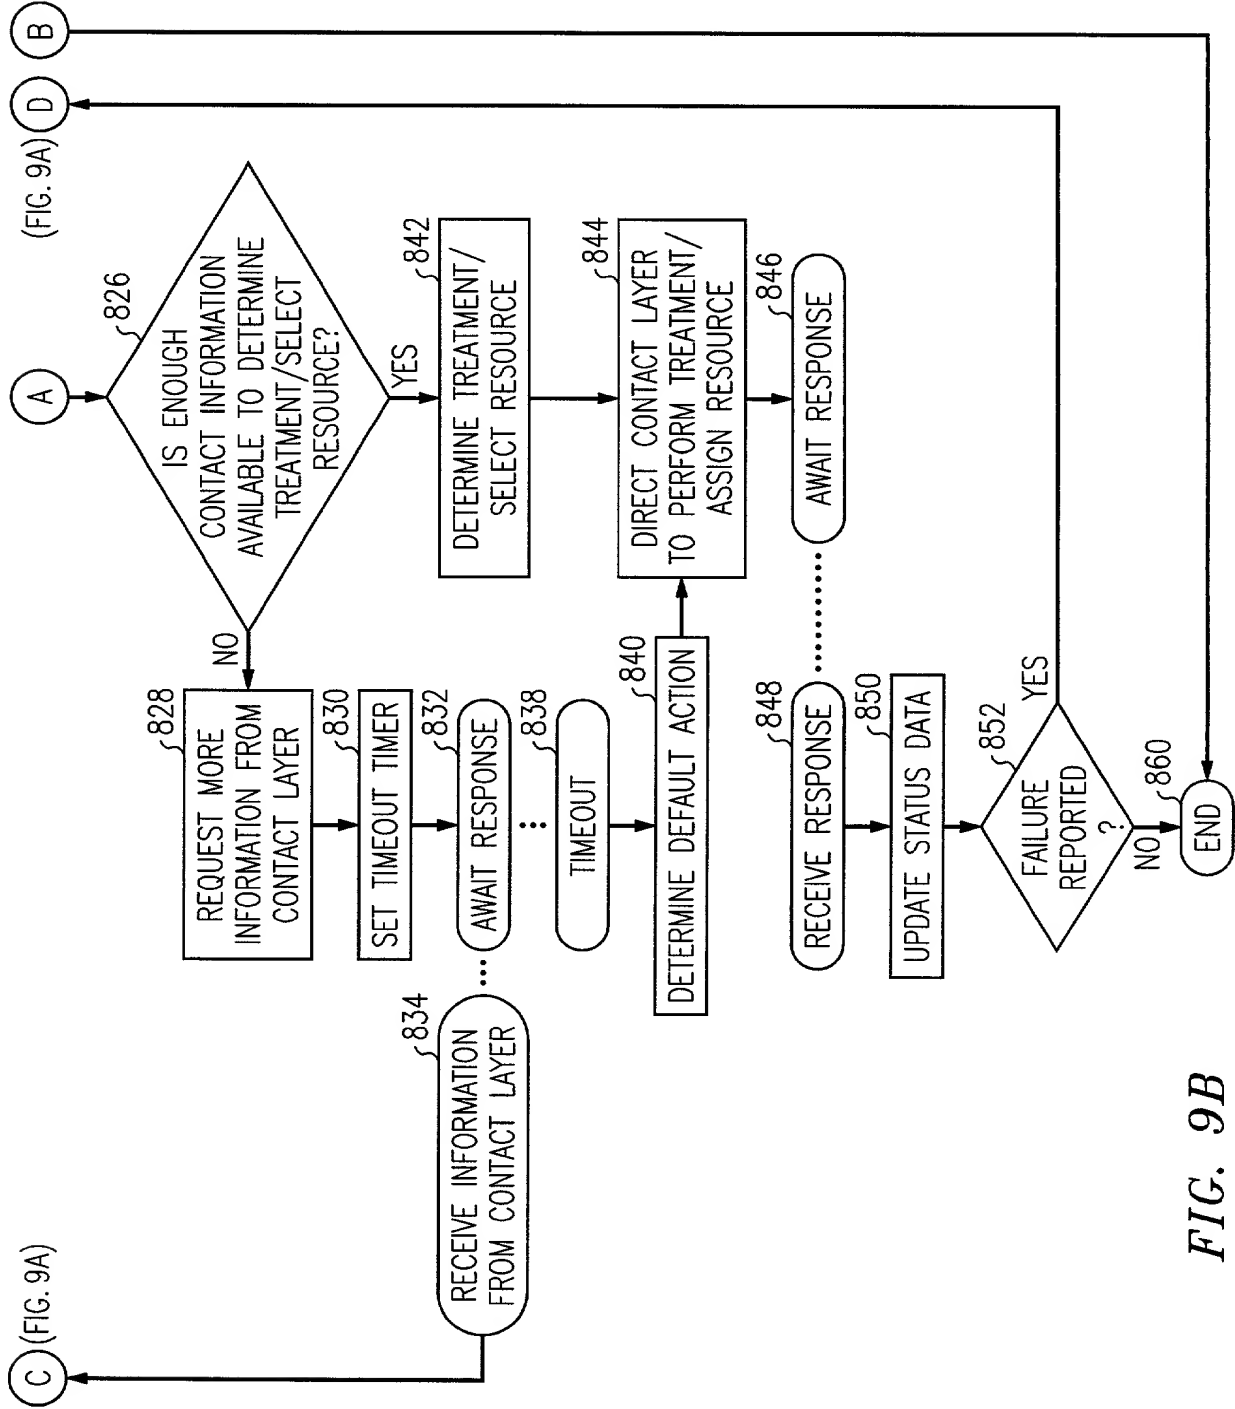 C
(FIG. 9A)
A
(FIG. 9A)
D
B
826
IS ENOUGH
CONTACT INFORMATION
AVAILABLE TO DETERMINE
TREATMENT/SELECT
RESOURCE?
NO
YES
828
REQUEST MORE
INFORMATION FROM
CONTACT LAYER
830
SET TIMEOUT TIMER
832
AWAIT RESPONSE
834
RECEIVE INFORMATION
FROM CONTACT LAYER
838
TIMEOUT
840
DETERMINE DEFAULT ACTION
842
DETERMINE TREATMENT/
SELECT RESOURCE
844
DIRECT CONTACT LAYER
TO PERFORM TREATMENT/
ASSIGN RESOURCE
846
AWAIT RESPONSE
848
RECEIVE RESPONSE
850
UPDATE STATUS DATA
852
FAILURE
REPORTED
?
YES
NO
860
END
FIG. 9B